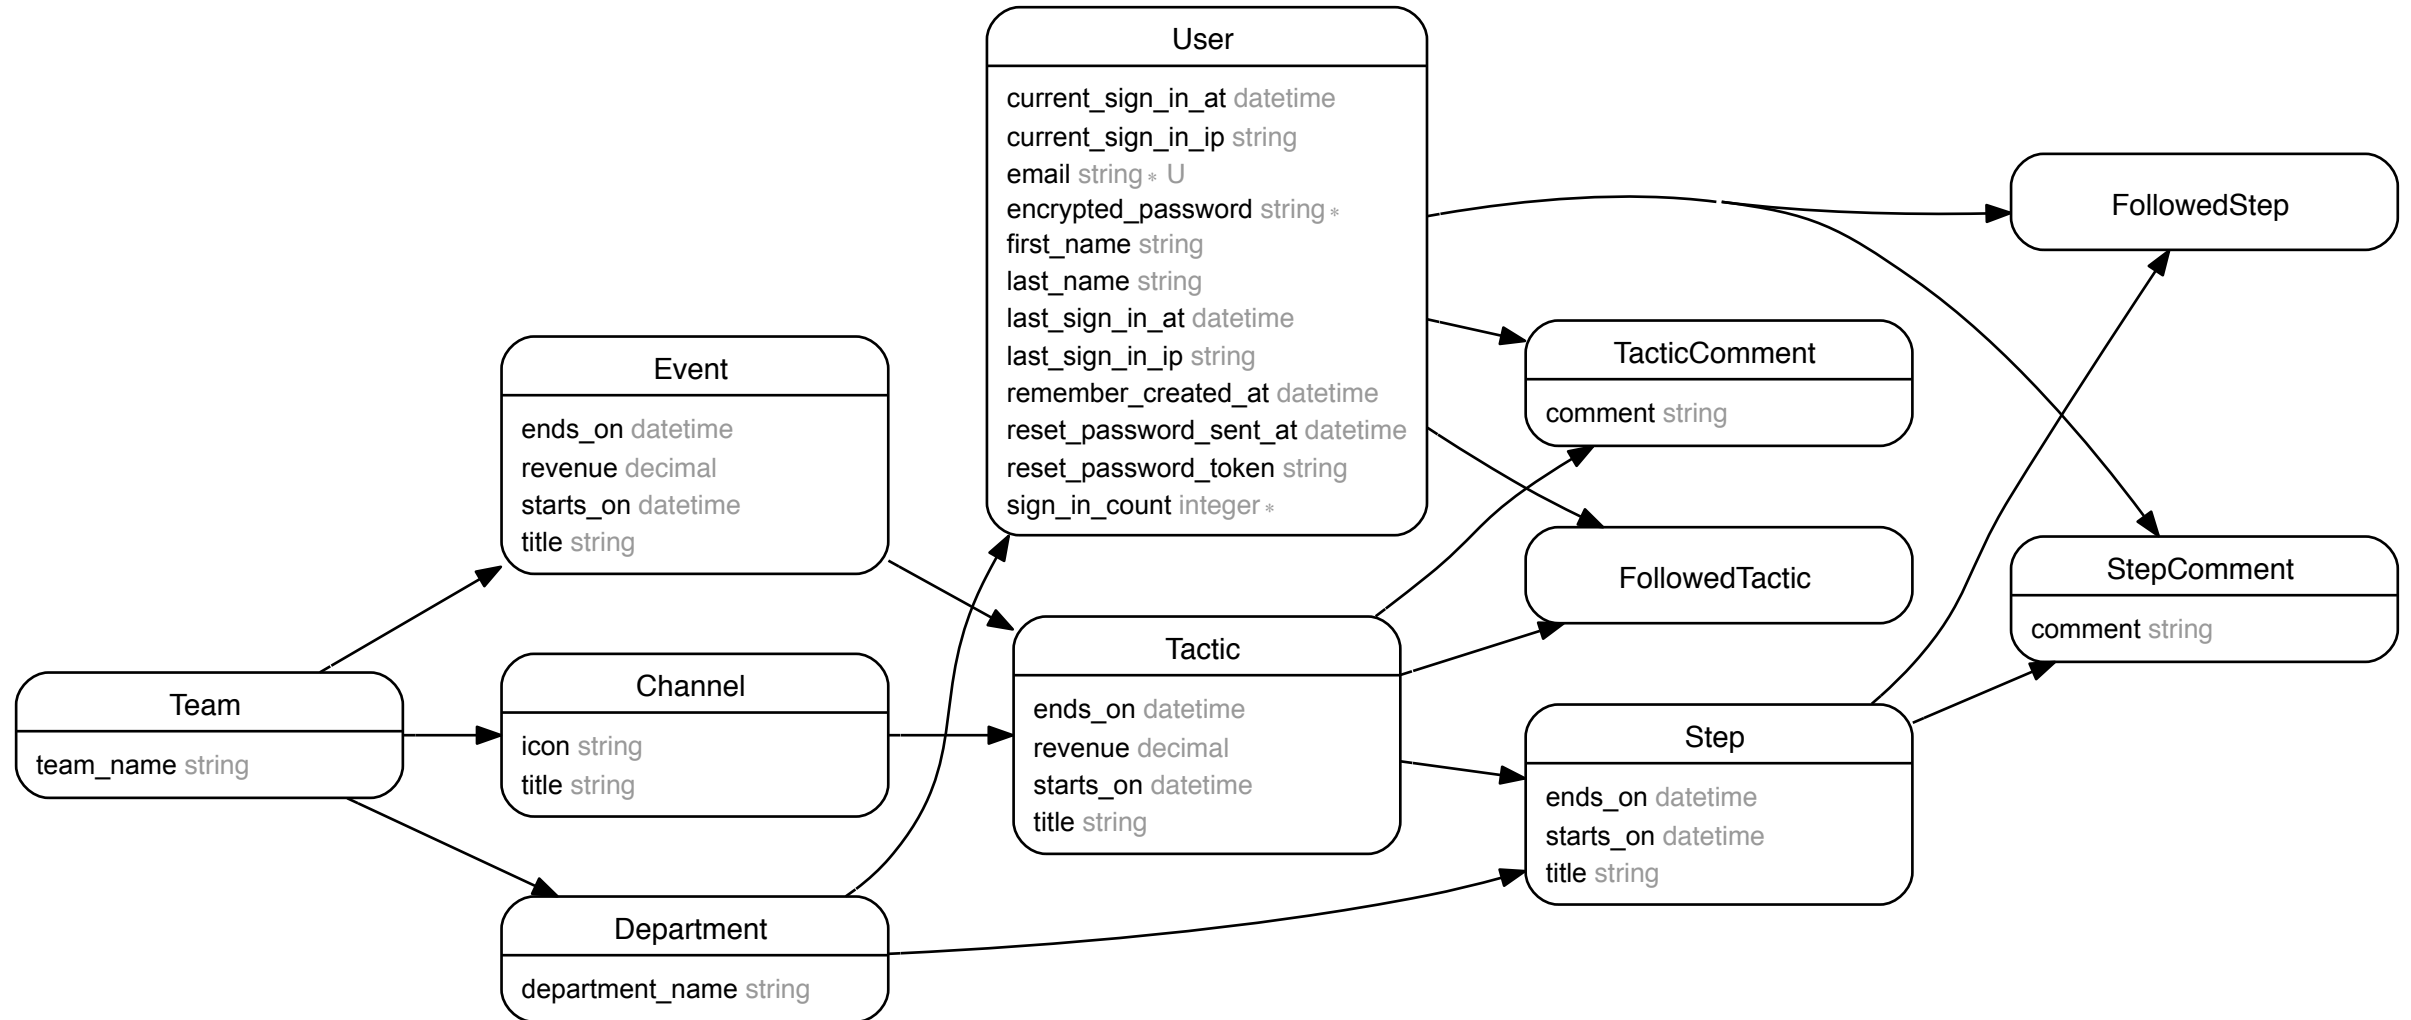 User
current_sign_in_at datetime
current_sign_in_ip string
email string* U
encrypted_password string*
first_name string
last_name string
last_sign_in_at datetime
last_sign_in_ip string
remember_created_at datetime
reset_password_sent_at datetime
reset_password_token string
sign_in_count integer*
FollowedStep
Event
ends_on datetime
revenue decimal
starts_on datetime
title string
TacticComment
comment string
FollowedTactic
StepComment
comment string
Team
team_name string
Channel
icon string
title string
Tactic
ends_on datetime
revenue decimal
starts_on datetime
title string
Step
ends_on datetime
starts_on datetime
title string
Department
department_name string